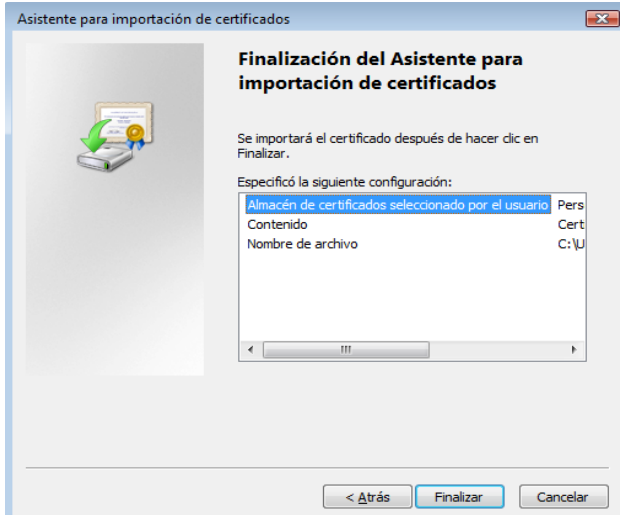 Asistente para importación de certificados
Finalización del Asistente para
importación de certificados
Se importará el certificado después de hacer clic en
Finalizar.
Especificó la siguiente configuración:
Almacén de certificados seleccionado por el usuario Pers
Contenido Cert
Nombre de archivo C:\U
< Atrás Finalizar Cancelar